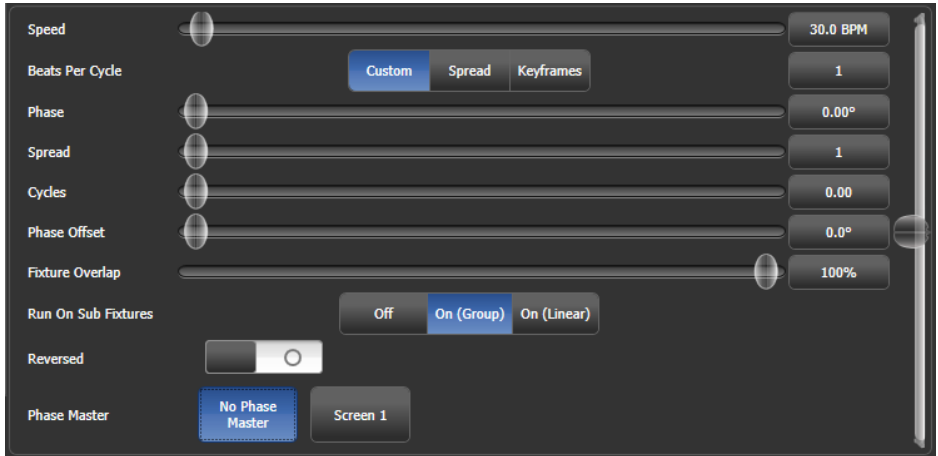 Speed 30.0 BPM
Beats Per Cycle Custom Spread Keyframes 1
Phase 0.00°
Spread 1
Cycles 0.00
Phase Offset 0.0°
Fixture Overlap 100%
Run On Sub Fixtures Off On (Group) On (Linear)
Reversed
Phase Master No Phase Master Screen 1